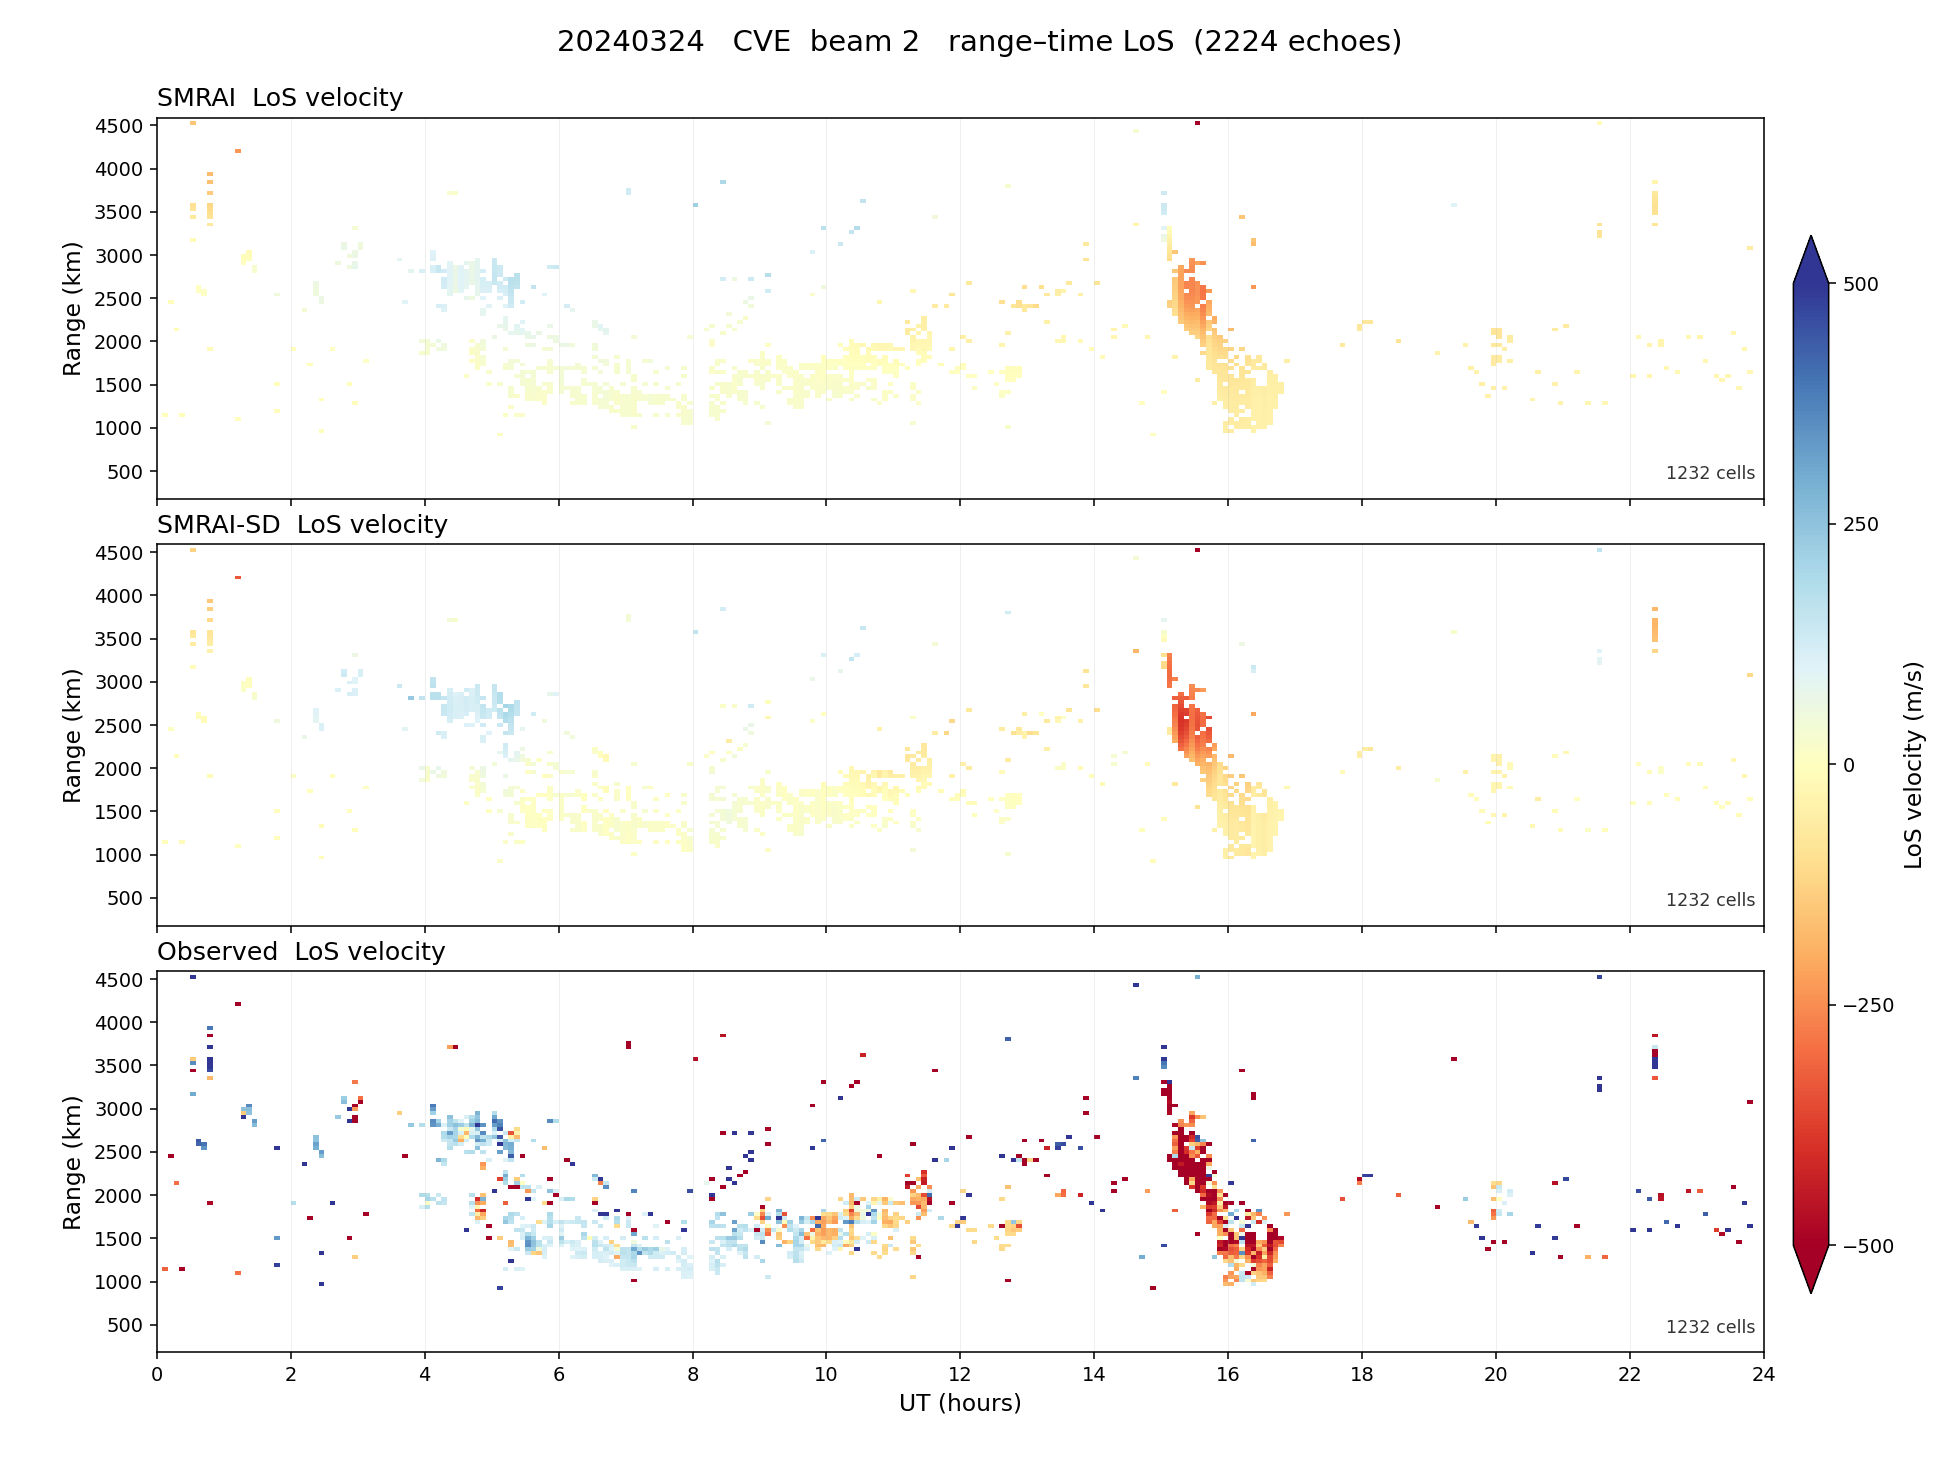 20240324   CVE  beam 2   range–time LoS  (2224 echoes)
SMRAI  LoS velocity
4500
4000
3500
3000
2500
2000
1500
1000
500
Range (km)
1232 cells
SMRAI-SD  LoS velocity
4500
4000
3500
3000
2500
2000
1500
1000
500
Range (km)
1232 cells
Observed  LoS velocity
4500
4000
3500
3000
2500
2000
1500
1000
500
Range (km)
1232 cells
0 2 4 6 8 10 12 14 16 18 20 22 24
UT (hours)
500
250
0
−250
−500
LoS velocity (m/s)